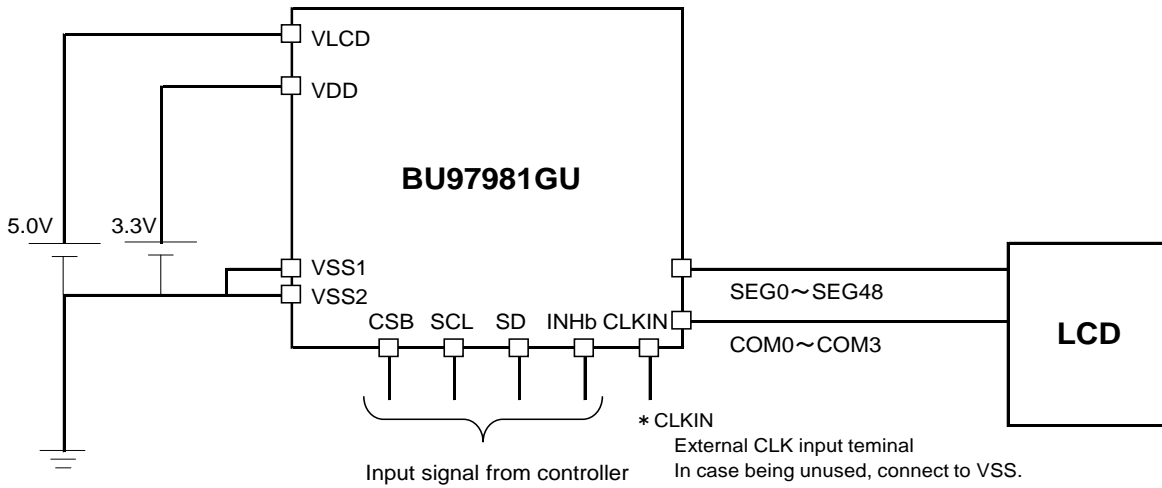 VLCD
VDD
BU97981GU
5.0V
3.3V
VSS1
VSS2
SEG0～SEG48
CSB SCL SD INHb CLKIN
COM0～COM3
LCD
＊CLKIN
External CLK input teminal
In case being unused, connect to VSS.
Input signal from controller